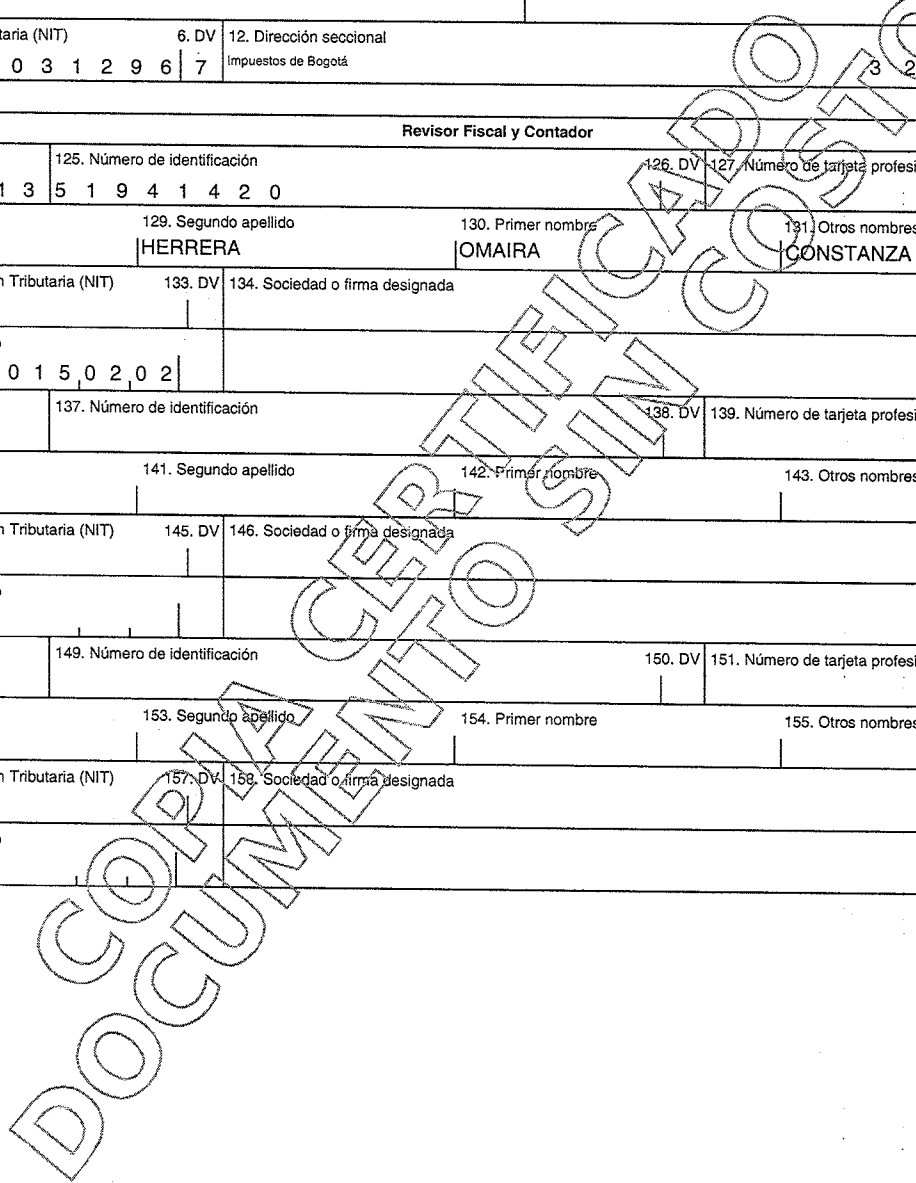 taria (NIT) 6. DV 12. Dirección seccional
0 3 1 2 9 6 7 Impuestos de Bogotá 3 2
Revisor Fiscal y Contador
125. Número de identificación 126. DV 127. Número de tarjeta profesi
1 3 5 1 9 4 1 4 2 0
129. Segundo apellido 130. Primer nombre 131. Otros nombres
HERRERA OMAIRA CONSTANZA
n Tributaria (NIT) 133. DV 134. Sociedad o firma designada
0 1 5 0 2 0 2
137. Número de identificación 138. DV 139. Número de tarjeta profesi
141. Segundo apellido 142. Primer nombre 143. Otros nombres
n Tributaria (NIT) 145. DV 146. Sociedad o firma designada
149. Número de identificación 150. DV 151. Número de tarjeta profesi
153. Segundo apellido 154. Primer nombre 155. Otros nombres
n Tributaria (NIT) 157. DV 158. Sociedad o firma designada
COPIA CERTIFICADO
DOCUMENTO SIN COSTO